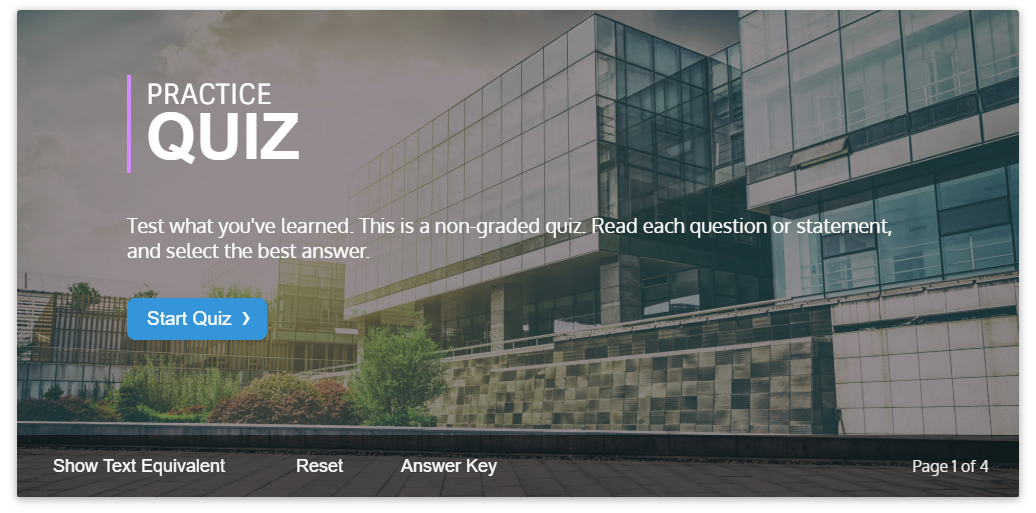 PRACTICE
QUIZ
Test what you've learned. This is a non-graded quiz. Read each question or statement,
and select the best answer.
Start Quiz ›
Show Text Equivalent
Reset
Answer Key
Page 1 of 4